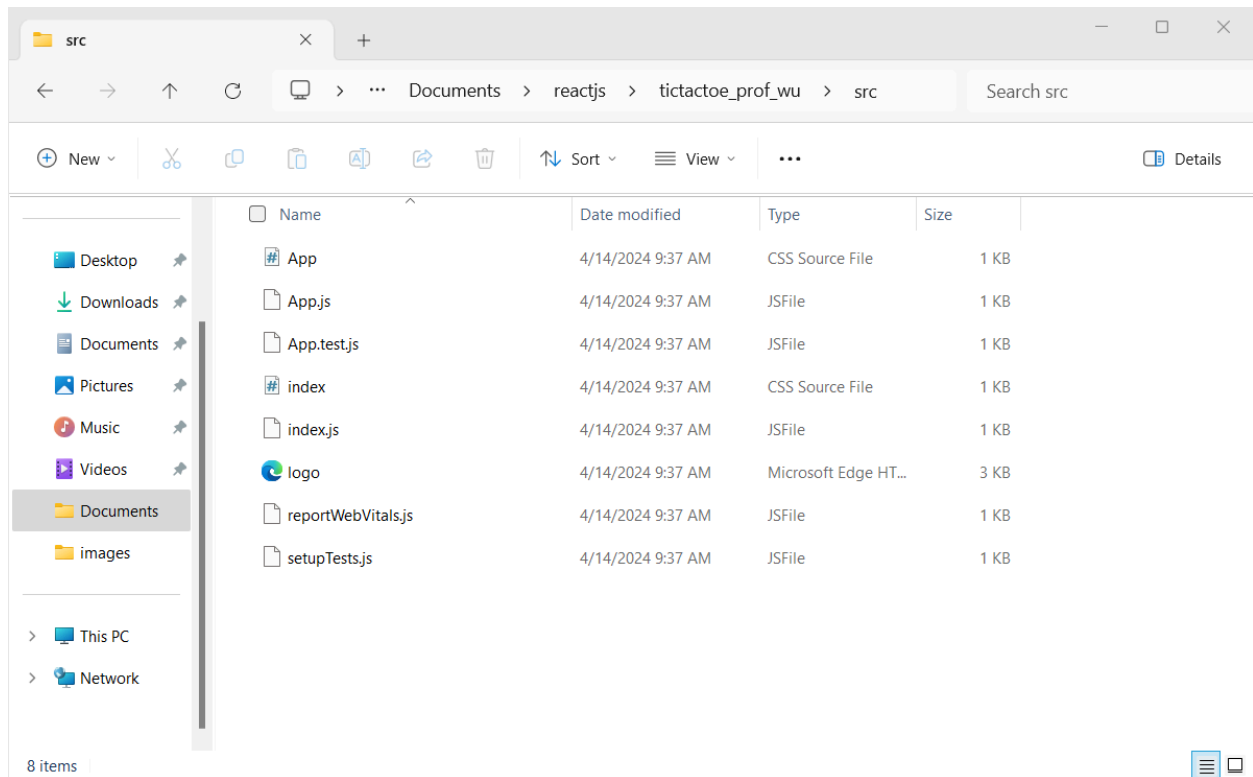 src
Documents > reactjs > tictactoe_prof_wu > src
Search src
New
Sort
View
Details
Name Date modified Type Size
Desktop
Downloads
Documents
Pictures
Music
Videos
Documents
images
This PC
Network
App 4/14/2024 9:37 AM CSS Source File 1 KB
App.js 4/14/2024 9:37 AM JSFile 1 KB
App.test.js 4/14/2024 9:37 AM JSFile 1 KB
index 4/14/2024 9:37 AM CSS Source File 1 KB
index.js 4/14/2024 9:37 AM JSFile 1 KB
logo 4/14/2024 9:37 AM Microsoft Edge HT... 3 KB
reportWebVitals.js 4/14/2024 9:37 AM JSFile 1 KB
setupTests.js 4/14/2024 9:37 AM JSFile 1 KB
8 items